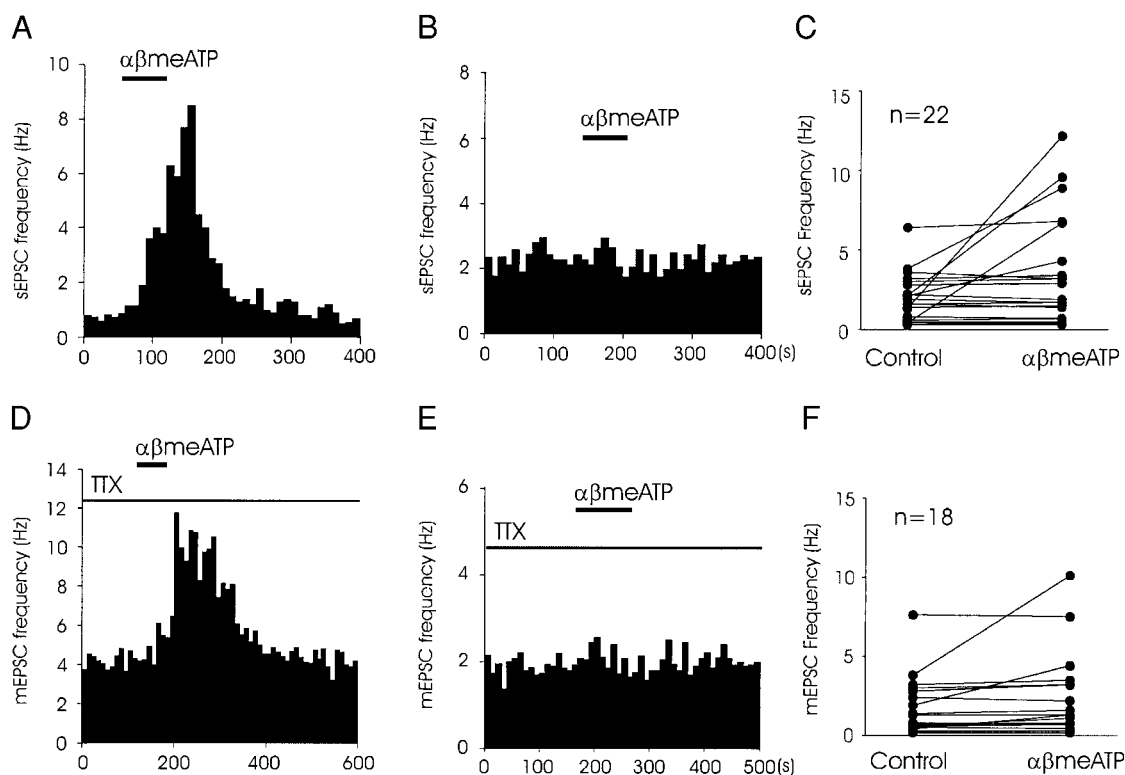 A
αβmeATP
sEPSC frequency (Hz)
10
8
6
4
2
0
0 100 200 300 400
B
αβmeATP
sEPSC frequency (Hz)
8
6
4
2
0
0 100 200 300 400(s)
C
n=22
sEPSC Frequency (Hz)
15
10
5
0
Control αβmeATP
D
αβmeATP
TTX
mEPSC frequency (Hz)
14
12
10
8
6
4
2
0
0 200 400 600
E
αβmeATP
TTX
mEPSC frequency (Hz)
6
4
2
0
0 100 200 300 400 500(s)
F
n=18
mEPSC Frequency (Hz)
15
10
5
0
Control αβmeATP